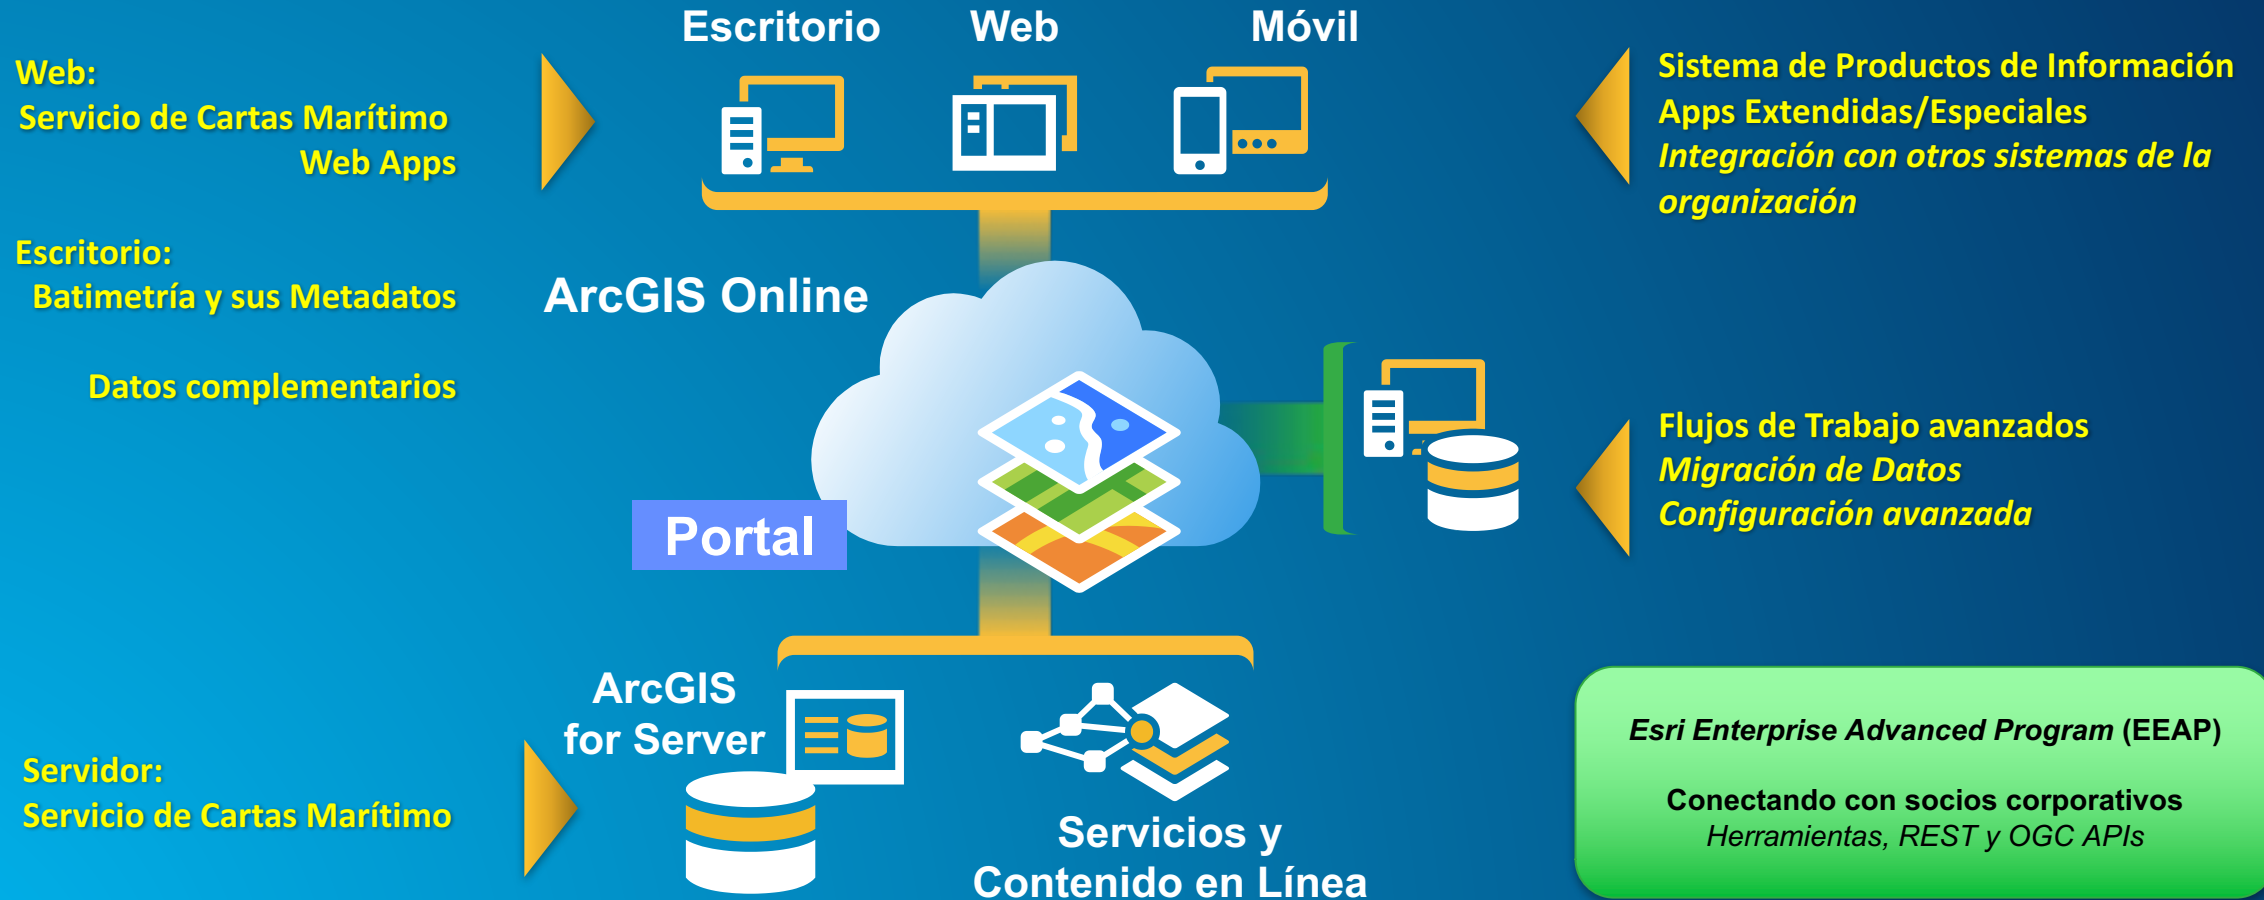 Escritorio
Web
Móvil
Web:
Servicio de Cartas Marítimo
Web Apps
Escritorio:
Batimetría y sus Metadatos
Datos complementarios
Sistema de Productos de Información
Apps Extendidas/Especiales
Integración con otros sistemas de la
organización
ArcGIS Online
Portal
Flujos de Trabajo avanzados
Migración de Datos
Configuración avanzada
ArcGIS
for Server
Servidor:
Servicio de Cartas Marítimo
Servicios y
Contenido en Línea
Esri Enterprise Advanced Program (EEAP)
Conectando con socios corporativos
Herramientas, REST y OGC APIs